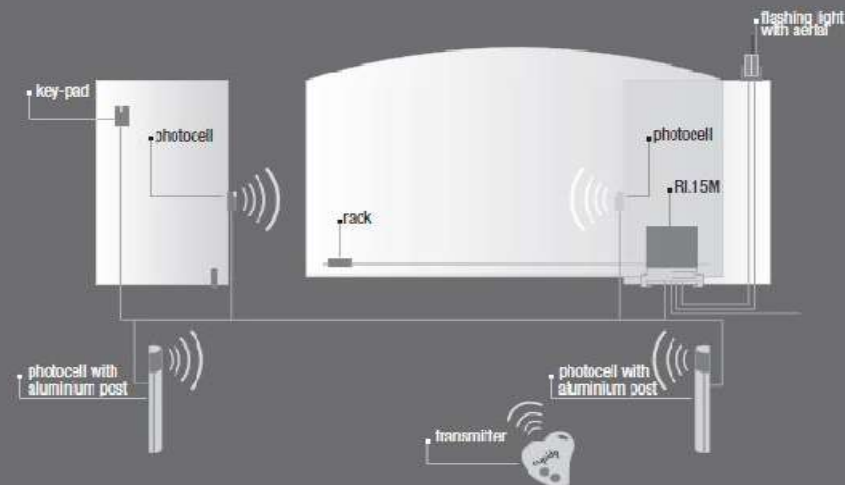 flashing light
with aerial
key-pad
photocell
photocell
RI.15M
rack
photocell with
aluminium post
photocell with
aluminium post
transmitter